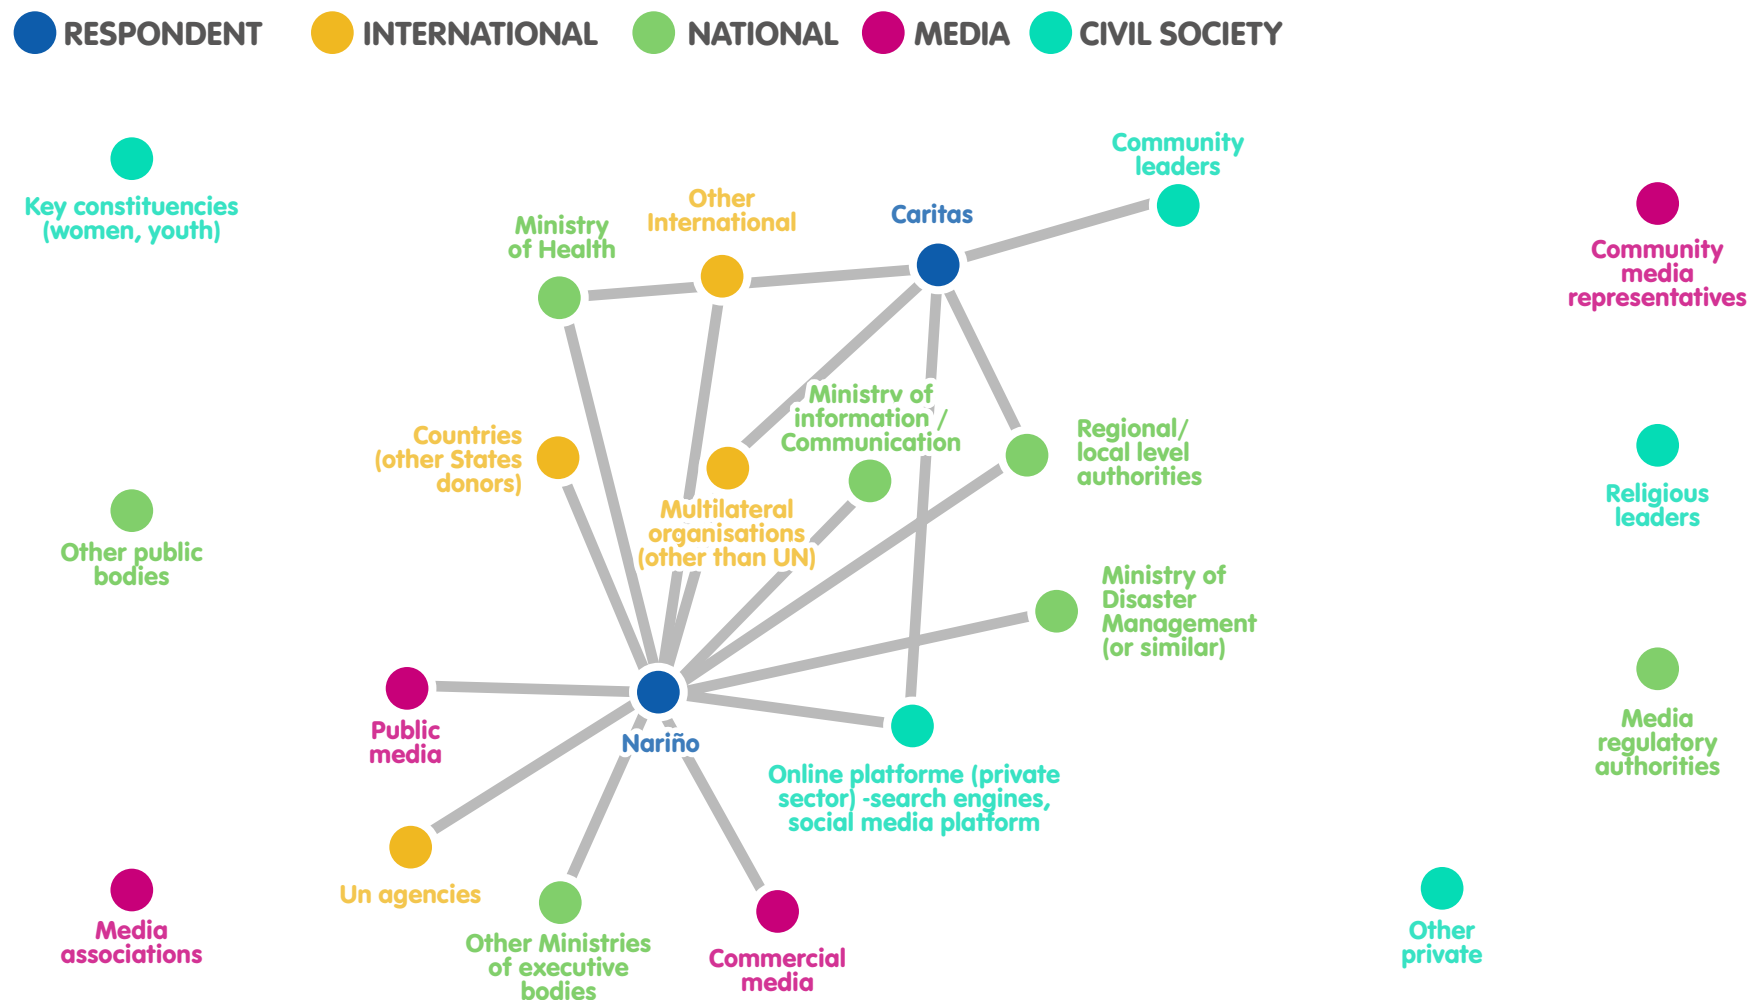 RESPONDENT
INTERNATIONAL
NATIONAL
MEDIA
CIVIL SOCIETY
Community
leaders
Key constituencies
(women, youth)
Other
International
Caritas
Ministry
of Health
Community
media
representatives
Ministry of
information /
Communication
Countries
(other States
donors)
Regional/
local level
authorities
Multilateral
organisations
(other than UN)
Religious
leaders
Other public
bodies
Ministry of
Disaster
Management
(or similar)
Public
media
Nariño
Media
regulatory
authorities
Online platforme (private
sector) -search engines,
social media platform
Un agencies
Media
associations
Other Ministries
of executive
bodies
Commercial
media
Other
private